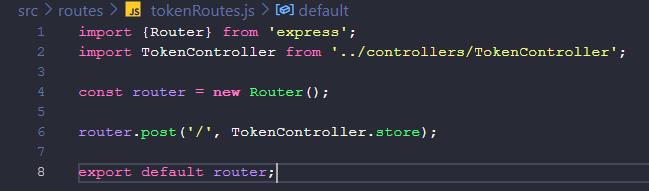 src > routes > JS tokenRoutes.js > default
1 import {Router} from 'express';
2 import TokenController from '../controllers/TokenController';
3
4 const router = new Router();
5
6 router.post('/', TokenController.store);
7
8 export default router;